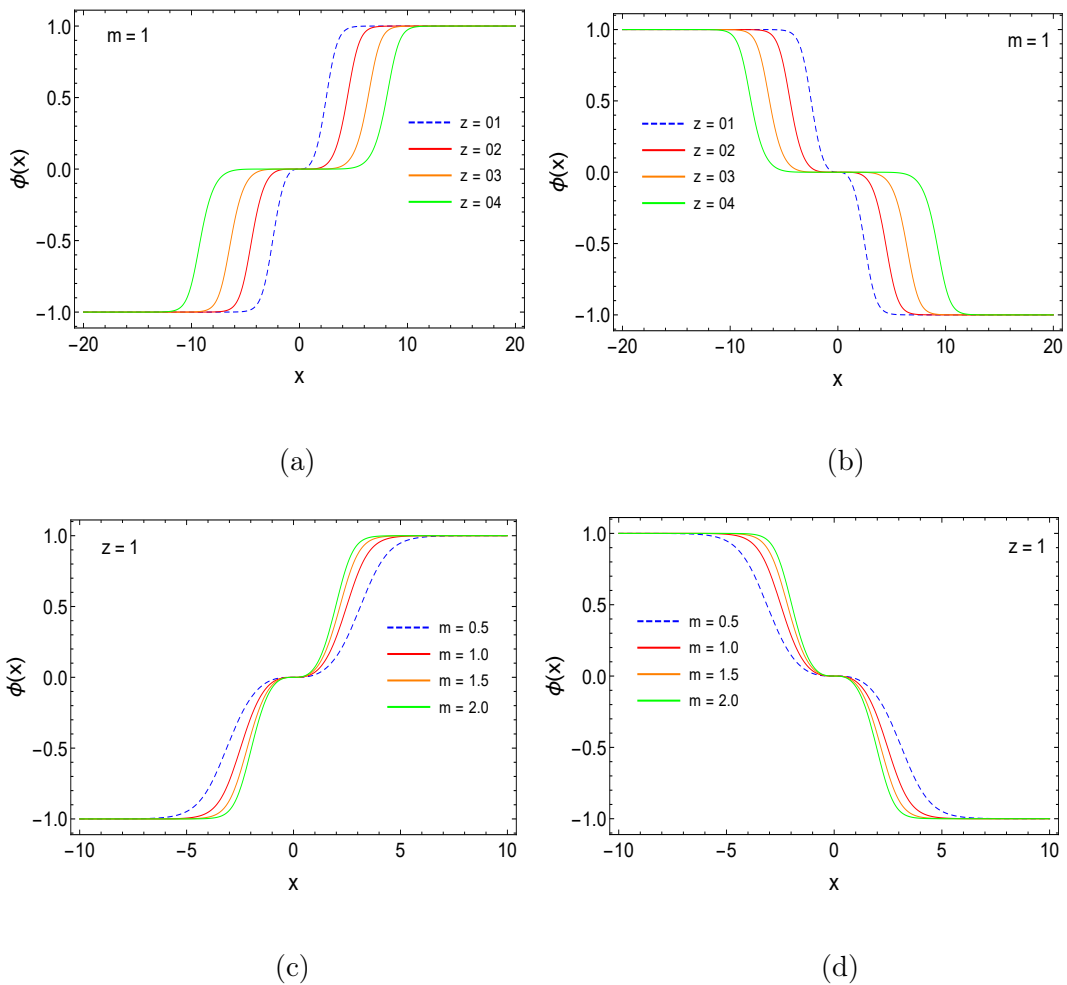 m = 1
1.0
0.5
0.0
−0.5
−1.0
ϕ(x)
z = 01
z = 02
z = 03
z = 04
−20
−10
0
10
20
x
(a)
m = 1
1.0
0.5
0.0
−0.5
−1.0
ϕ(x)
z = 01
z = 02
z = 03
z = 04
−20
−10
0
10
20
x
(b)
z = 1
1.0
0.5
0.0
−0.5
−1.0
ϕ(x)
m = 0.5
m = 1.0
m = 1.5
m = 2.0
−10
−5
0
5
10
x
(c)
z = 1
1.0
0.5
0.0
−0.5
−1.0
ϕ(x)
m = 0.5
m = 1.0
m = 1.5
m = 2.0
−10
−5
0
5
10
x
(d)